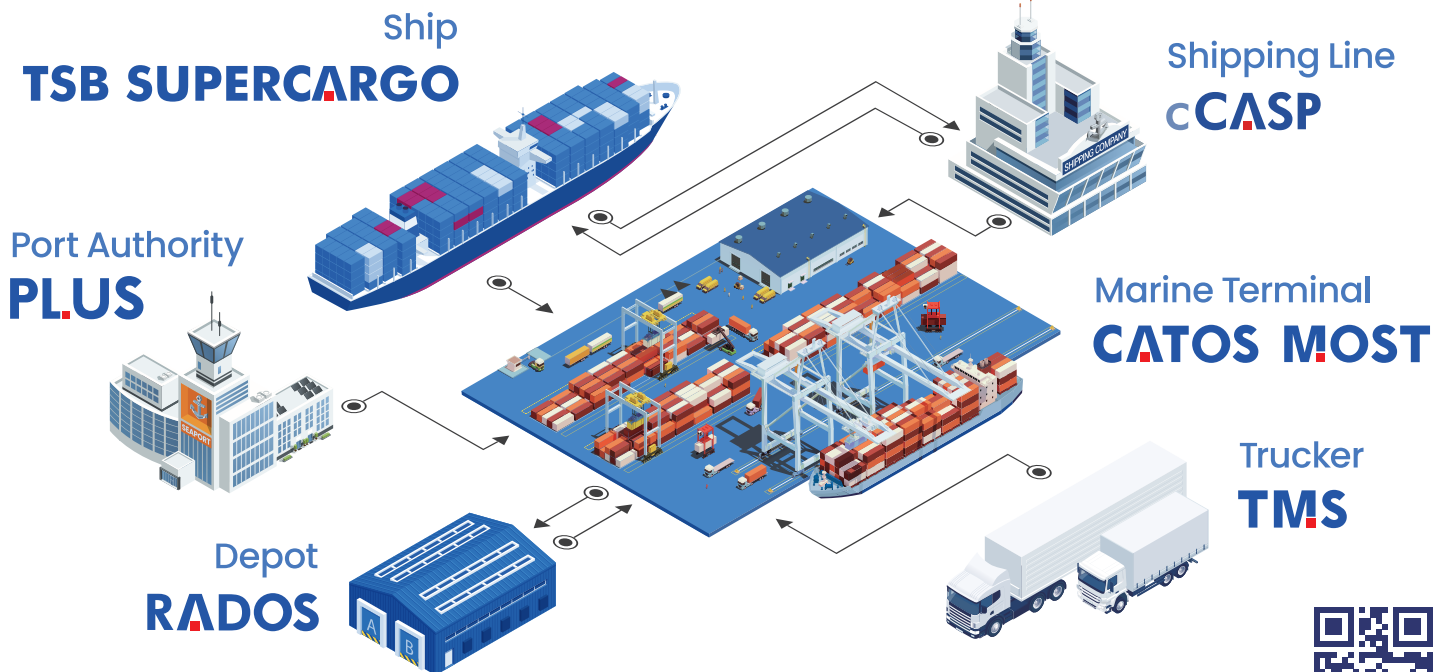 Ship
TSB SUPERCARGO
Shipping Line
cCASP
SHIPPING COMPANY
Port Authority
PLUS
SEAPORT
Marine Terminal
CATOS MOST
Trucker
TMS
Depot
RADOS
A
B